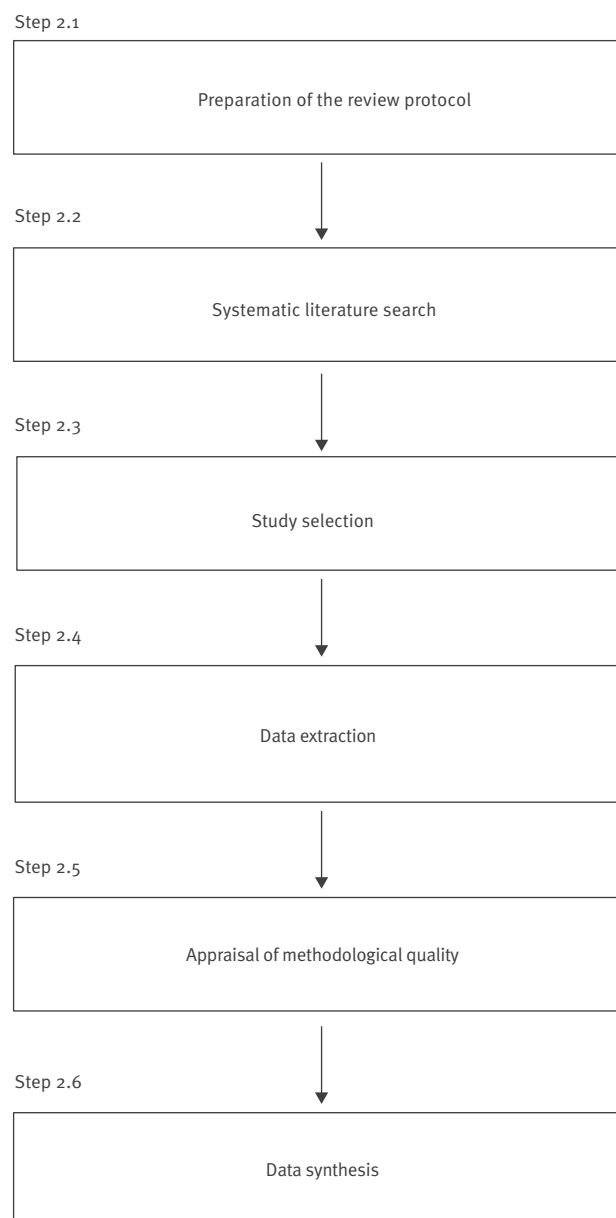 Step 2.1
Preparation of the review protocol
Step 2.2
Systematic literature search
Step 2.3
Study selection
Step 2.4
Data extraction
Step 2.5
Appraisal of methodological quality
Step 2.6
Data synthesis